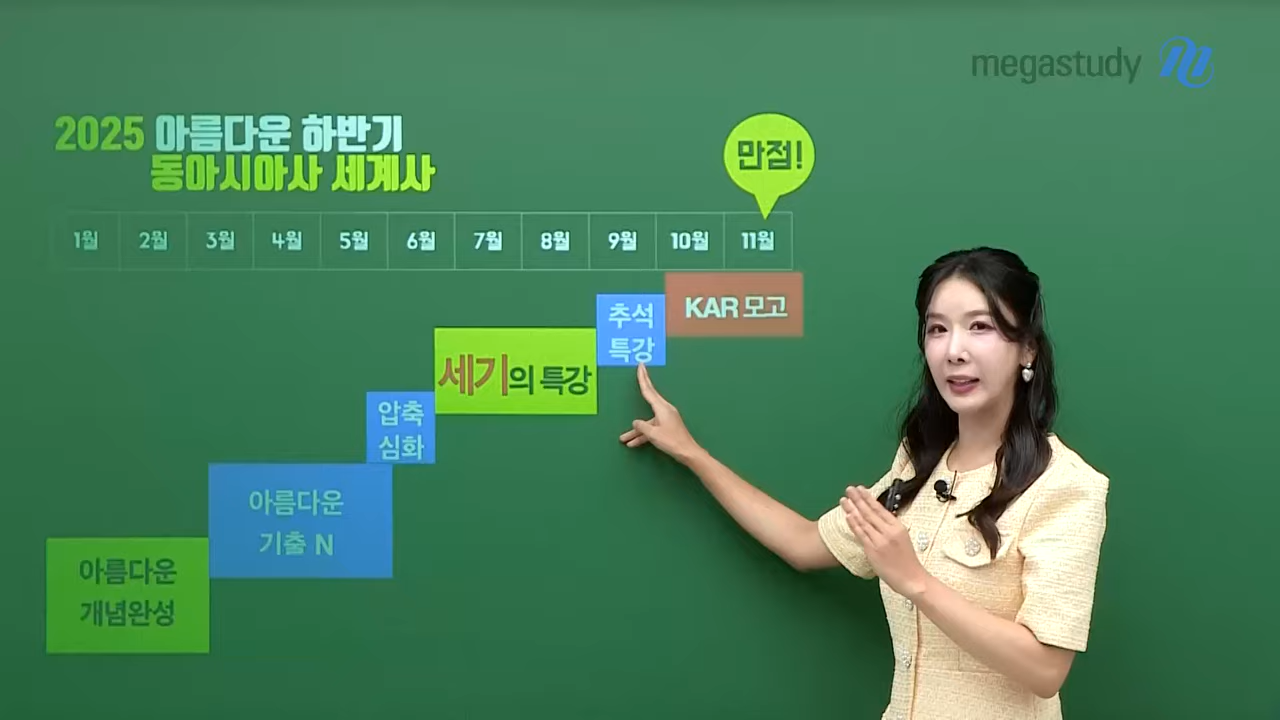 megastudy
2025 아름다운 하반기
동아시아사 세계사
만점!
1월 2월 3월 4월 5월 6월 7월 8월 9월 10월 11월
KAR 모고
추석
특강
세기의 특강
압축
심화
아름다운
기출 N
아름다운
개념완성